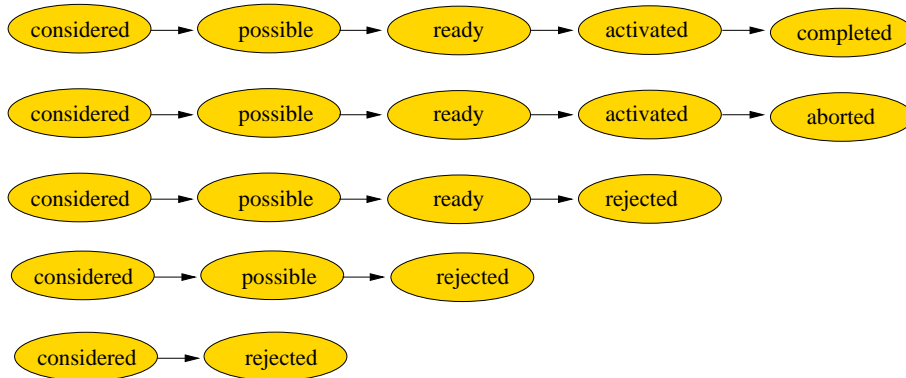 considered possible ready activated completed
considered possible ready activated aborted
considered possible ready rejected
considered possible rejected
considered rejected